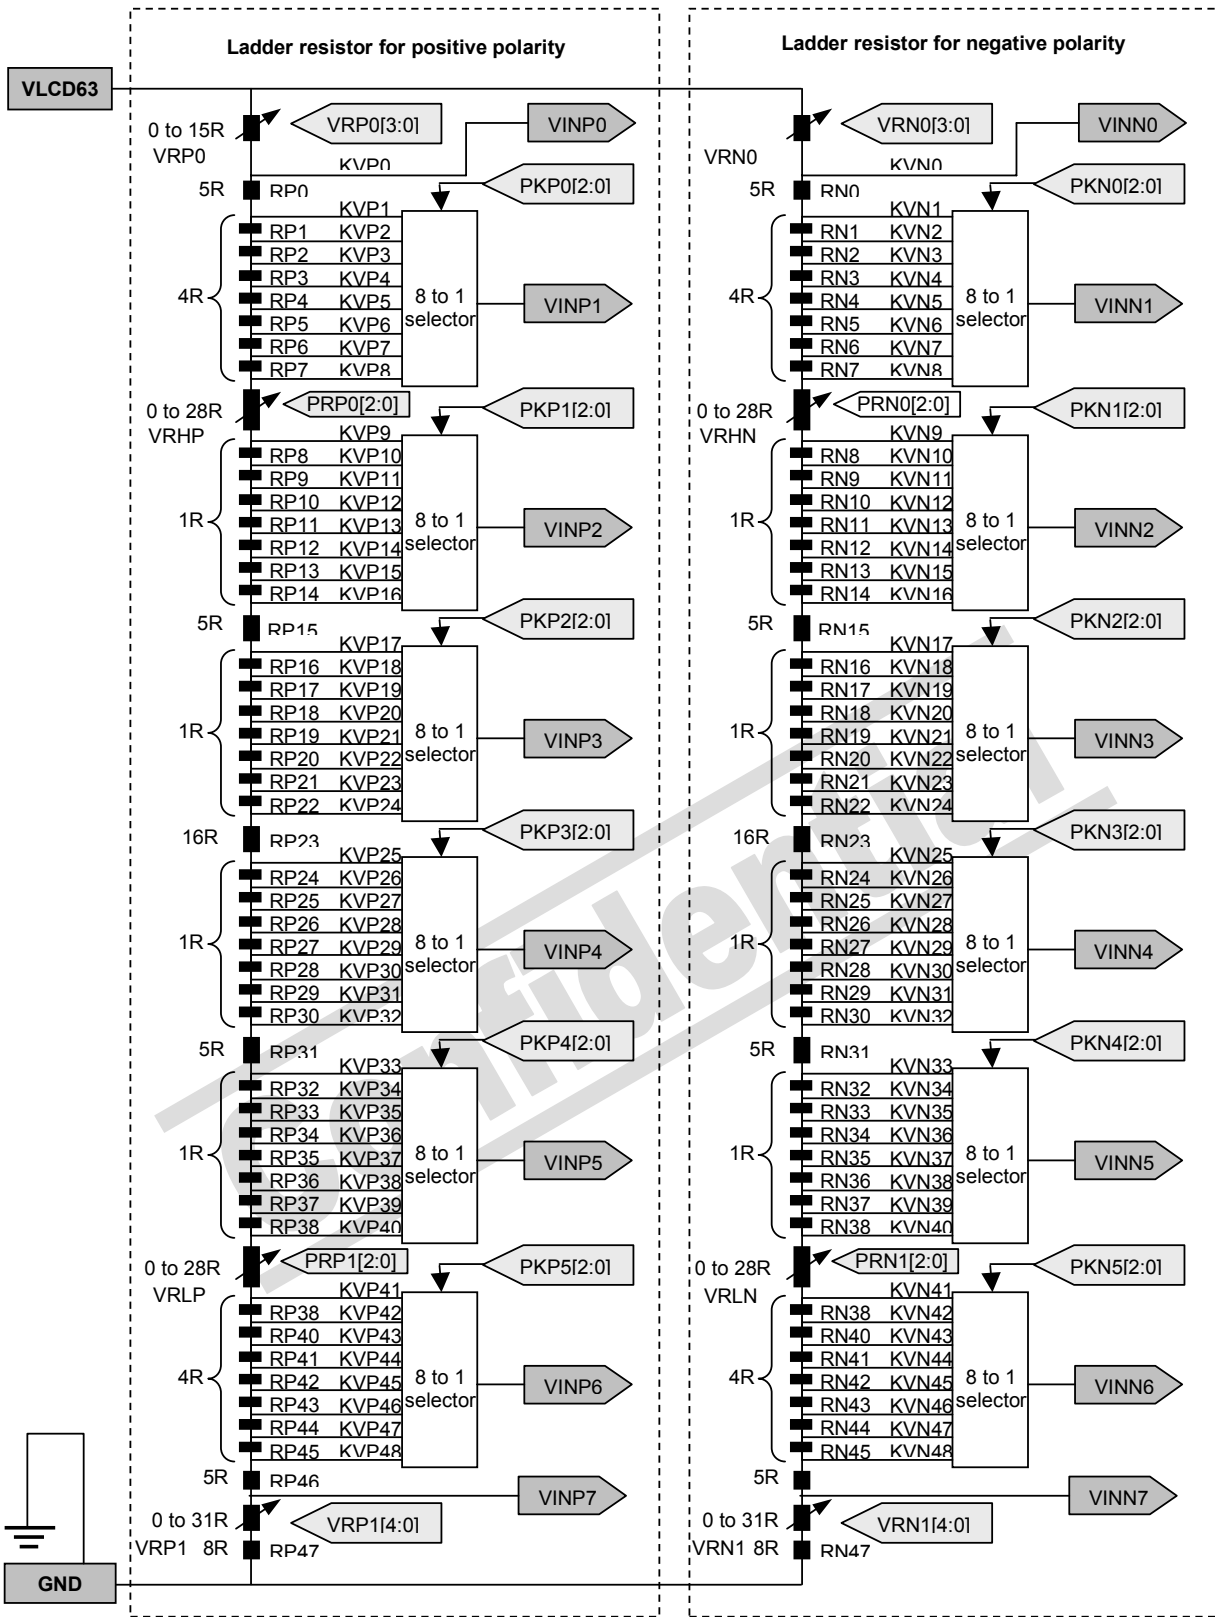 Ladder resistor for positive polarity
Ladder resistor for negative polarity
VLCD63
0 to 15R
VRP0
VRP0[3:0]
VINP0
KVP0
5R
RP0
PKP0[2:0]
KVP1
RP1 KVP2
RP2 KVP3
RP3 KVP4
4R
RP4 KVP5
RP5 KVP6
RP6 KVP7
RP7 KVP8
8 to 1
selector
VINP1
0 to 28R
VRHP
PRP0[2:0]
PKP1[2:0]
KVP9
RP8 KVP10
RP9 KVP11
RP10 KVP12
1R
RP11 KVP13
RP12 KVP14
RP13 KVP15
RP14 KVP16
8 to 1
selector
VINP2
5R
RP15
PKP2[2:0]
KVP17
RP16 KVP18
RP17 KVP19
RP18 KVP20
1R
RP19 KVP21
RP20 KVP22
RP21 KVP23
RP22 KVP24
8 to 1
selector
VINP3
16R
RP23
PKP3[2:0]
KVP25
RP24 KVP26
RP25 KVP27
RP26 KVP28
1R
RP27 KVP29
RP28 KVP30
RP29 KVP31
RP30 KVP32
8 to 1
selector
VINP4
5R
RP31
PKP4[2:0]
KVP33
RP32 KVP34
RP33 KVP35
RP34 KVP36
1R
RP35 KVP37
RP36 KVP38
RP37 KVP39
RP38 KVP40
8 to 1
selector
VINP5
0 to 28R
VRLP
PRP1[2:0]
PKP5[2:0]
KVP41
RP38 KVP42
RP40 KVP43
RP41 KVP44
4R
RP42 KVP45
RP43 KVP46
RP44 KVP47
RP45 KVP48
8 to 1
selector
VINP6
5R
RP46
VINP7
0 to 31R
VRP1
VRP1[4:0]
8R
RP47
GND
VRN0
VRN0[3:0]
VINN0
KVN0
5R
RN0
PKN0[2:0]
KVN1
RN1 KVN2
RN2 KVN3
RN3 KVN4
4R
RN4 KVN5
RN5 KVN6
RN6 KVN7
RN7 KVN8
8 to 1
selector
VINN1
0 to 28R
VRHN
PRN0[2:0]
PKN1[2:0]
KVN9
RN8 KVN10
RN9 KVN11
RN10 KVN12
1R
RN11 KVN13
RN12 KVN14
RN13 KVN15
RN14 KVN16
8 to 1
selector
VINN2
5R
RN15
PKN2[2:0]
KVN17
RN16 KVN18
RN17 KVN19
RN18 KVN20
1R
RN19 KVN21
RN20 KVN22
RN21 KVN23
RN22 KVN24
8 to 1
selector
VINN3
16R
RN23
PKN3[2:0]
KVN25
RN24 KVN26
RN25 KVN27
RN26 KVN28
1R
RN27 KVN29
RN28 KVN30
RN29 KVN31
RN30 KVN32
8 to 1
selector
VINN4
5R
RN31
PKN4[2:0]
KVN33
RN32 KVN34
RN33 KVN35
RN34 KVN36
1R
RN35 KVN37
RN36 KVN38
RN37 KVN39
RN38 KVN40
8 to 1
selector
VINN5
0 to 28R
VRLN
PRN1[2:0]
PKN5[2:0]
KVN41
RN38 KVN42
RN40 KVN43
RN41 KVN44
4R
RN42 KVN45
RN43 KVN46
RN44 KVN47
RN45 KVN48
8 to 1
selector
VINN6
5R
RN46
VINN7
0 to 31R
VRN1
VRN1[4:0]
8R
RN47
Confidential